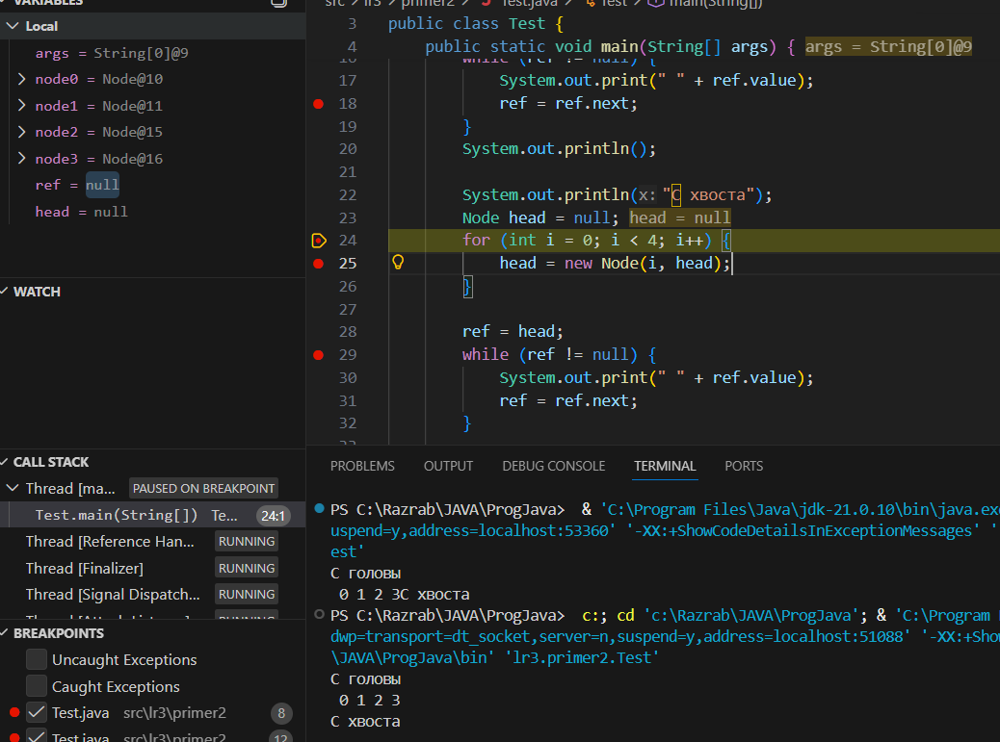 VARIABLES
Local
args = String[0]@9
node0 = Node@10
node1 = Node@11
node2 = Node@15
node3 = Node@16
ref = null
head = null
WATCH
CALL STACK
Thread [ma... PAUSED ON BREAKPOINT
Test.main(String[]) Te... 24:1
Thread [Reference Han... RUNNING
Thread [Finalizer] RUNNING
Thread [Signal Dispatch... RUNNING
BREAKPOINTS
Uncaught Exceptions
Caught Exceptions
Test.java src\lr3\primer2 8
Test.java src\lr3\primer2 12
src > lr3 > primer2 > Test.java > Test > main(String[])
3 public class Test {
4 public static void main(String[] args) { args = String[0]@9
16 while (ref != null) {
17 System.out.print(" " + ref.value);
18 ref = ref.next;
19 }
20 System.out.println();
21
22 System.out.println(x: "С хвоста");
23 Node head = null; head = null
24 for (int i = 0; i < 4; i++) {
25 head = new Node(i, head);
26 }
27
28 ref = head;
29 while (ref != null) {
30 System.out.print(" " + ref.value);
31 ref = ref.next;
32 }
PROBLEMS OUTPUT DEBUG CONSOLE TERMINAL PORTS
PS C:\Razrab\JAVA\ProgJava> & 'C:\Program Files\Java\jdk-21.0.10\bin\java.exe
uspend=y,address=localhost:53360' '-XX:+ShowCodeDetailsInExceptionMessages' '
est'
С головы
0 1 2 3С хвоста
PS C:\Razrab\JAVA\ProgJava> c:; cd 'c:\Razrab\JAVA\ProgJava'; & 'C:\Program
dwp=transport=dt_socket,server=n,suspend=y,address=localhost:51088' '-XX:+Sho
\JAVA\ProgJava\bin' 'lr3.primer2.Test'
С головы
0 1 2 3
С хвоста